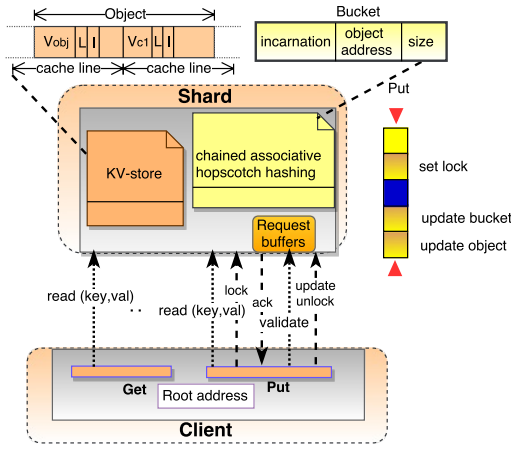 Object
Bucket
Vobj L I Vc1 L I
incarnation object address size
cache line cache line
Put
Shard
KV-store
chained associative
hopscotch hashing
set lock
update bucket
update object
Request
buffers
read (key,val)
..
read (key,val)
lock
ack
validate
update
unlock
Get
Put
Root address
Client